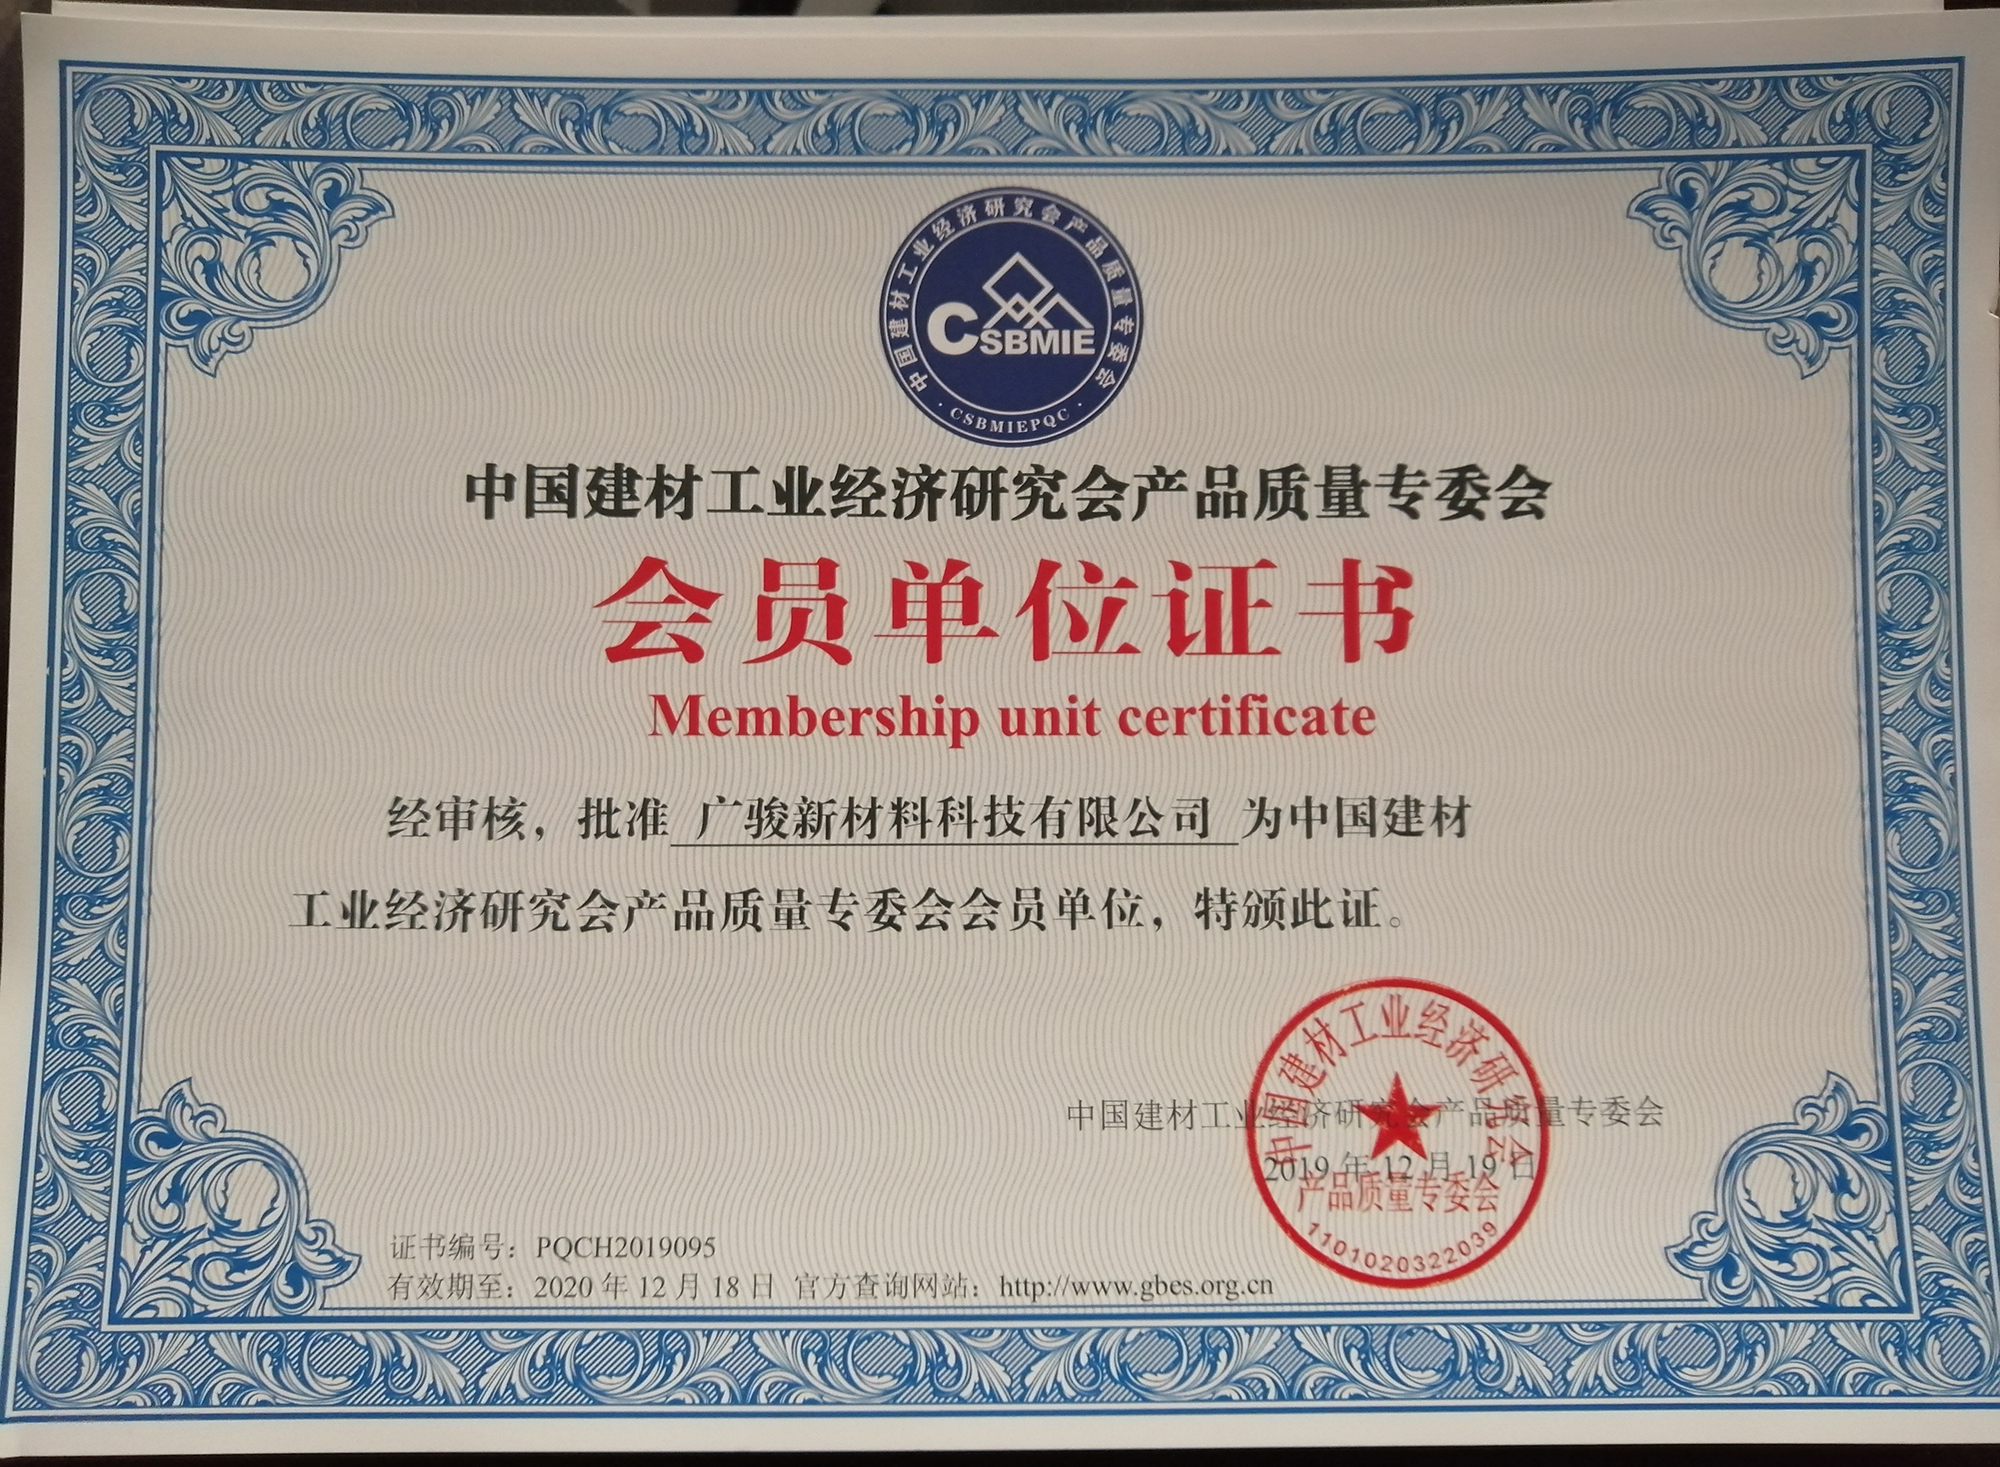 中国建材工业经济研究会产品质量专委会
CSBMIE
· CSBMIEPQC ·
中国建材工业经济研究会产品质量专委会
会员单位证书
Membership unit certificate
经审核，批准 广骏新材料科技有限公司 为中国建材
工业经济研究会产品质量专委会会员单位，特颁此证。
中国建材工业经济研究会
中国建材工业经济研究会产品质量专委会
2019 年 12 月 19 日
产品质量专委会
1101020322039
证书编号：PQCH2019095
有效期至：2020 年 12 月 18 日 官方查询网站：http://www.gbes.org.cn